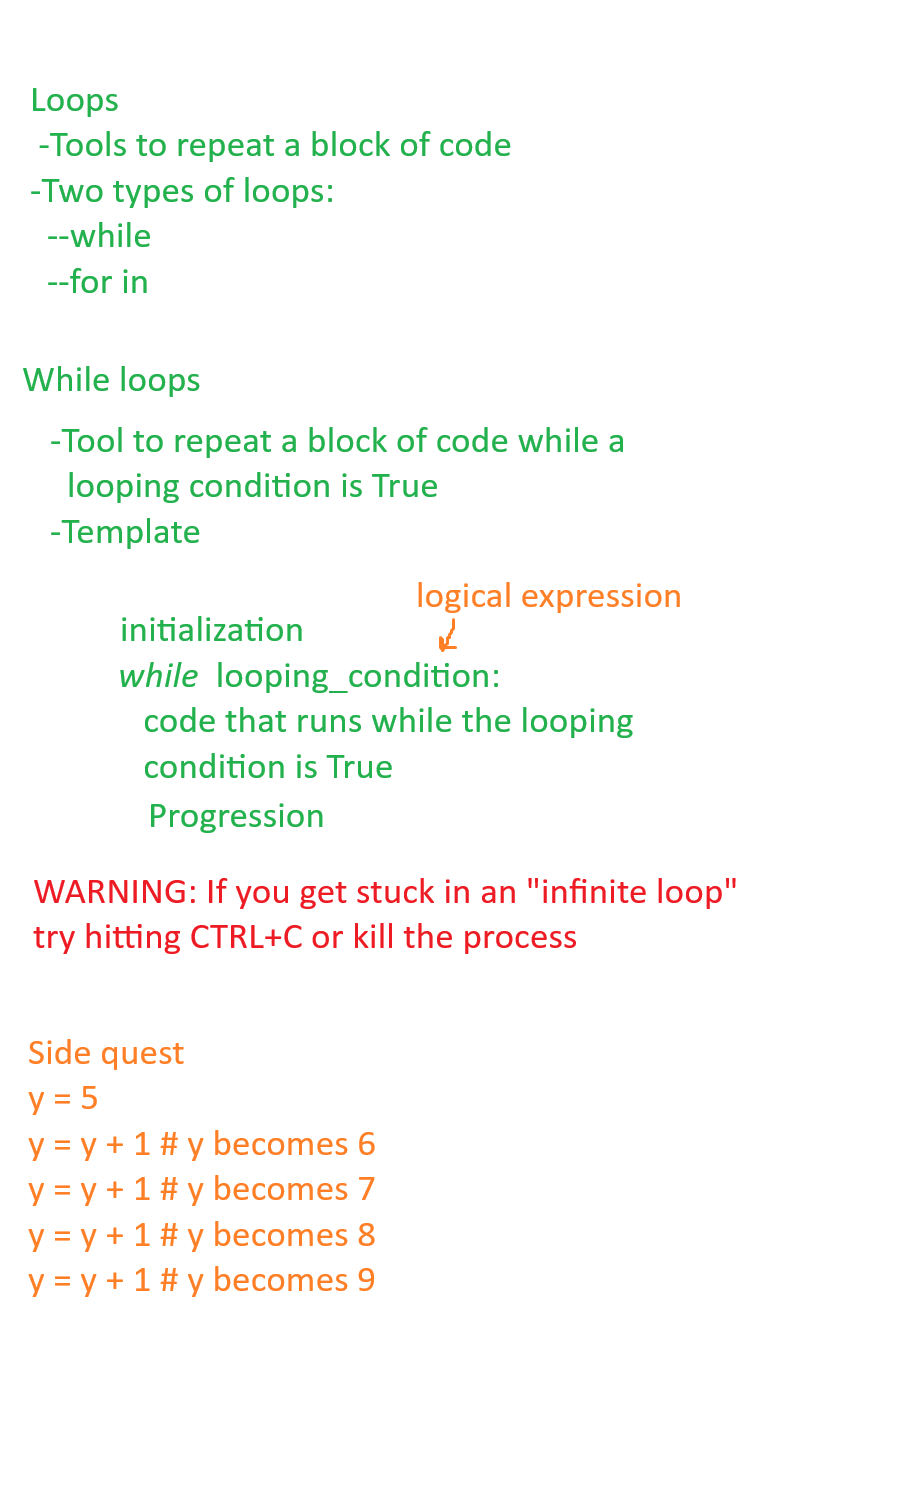 Loops
-Tools to repeat a block of code
-Two types of loops:
--while
--for in
While loops
-Tool to repeat a block of code while a
looping condition is True
-Template
logical expression
initialization
while looping_condition:
code that runs while the looping
condition is True
Progression
WARNING: If you get stuck in an "infinite loop"
try hitting CTRL+C or kill the process
Side quest
y = 5
y = y + 1 # y becomes 6
y = y + 1 # y becomes 7
y = y + 1 # y becomes 8
y = y + 1 # y becomes 9